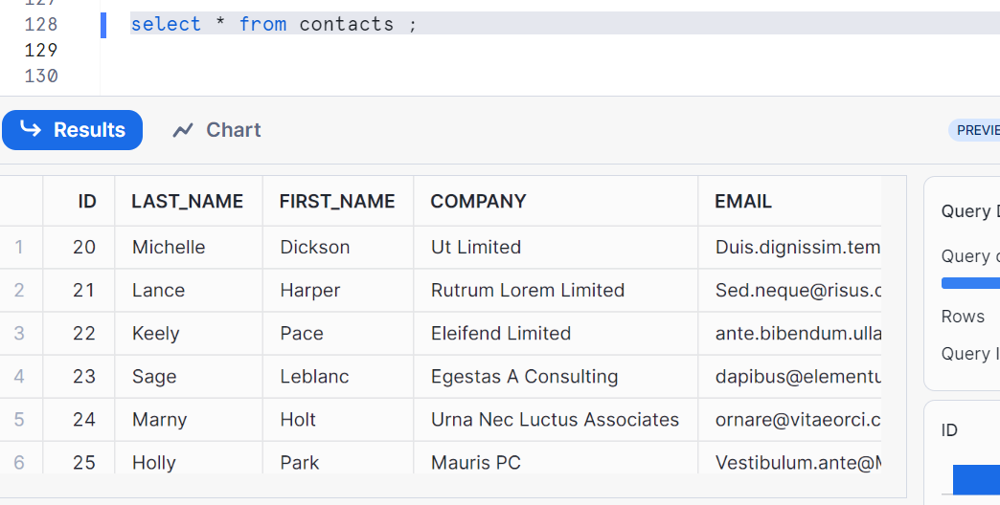 127
128 select * from contacts ;
129
130
Results Chart
ID LAST_NAME FIRST_NAME COMPANY EMAIL
1 20 Michelle Dickson Ut Limited Duis.dignissim.tem
2 21 Lance Harper Rutrum Lorem Limited Sed.neque@risus.c
3 22 Keely Pace Eleifend Limited ante.bibendum.ulla
4 23 Sage Leblanc Egestas A Consulting dapibus@elementu
5 24 Marny Holt Urna Nec Luctus Associates ornare@vitaeorci.c
6 25 Holly Park Mauris PC Vestibulum.ante@M
PREVIE
Query D
Query d
Rows
Query I
ID